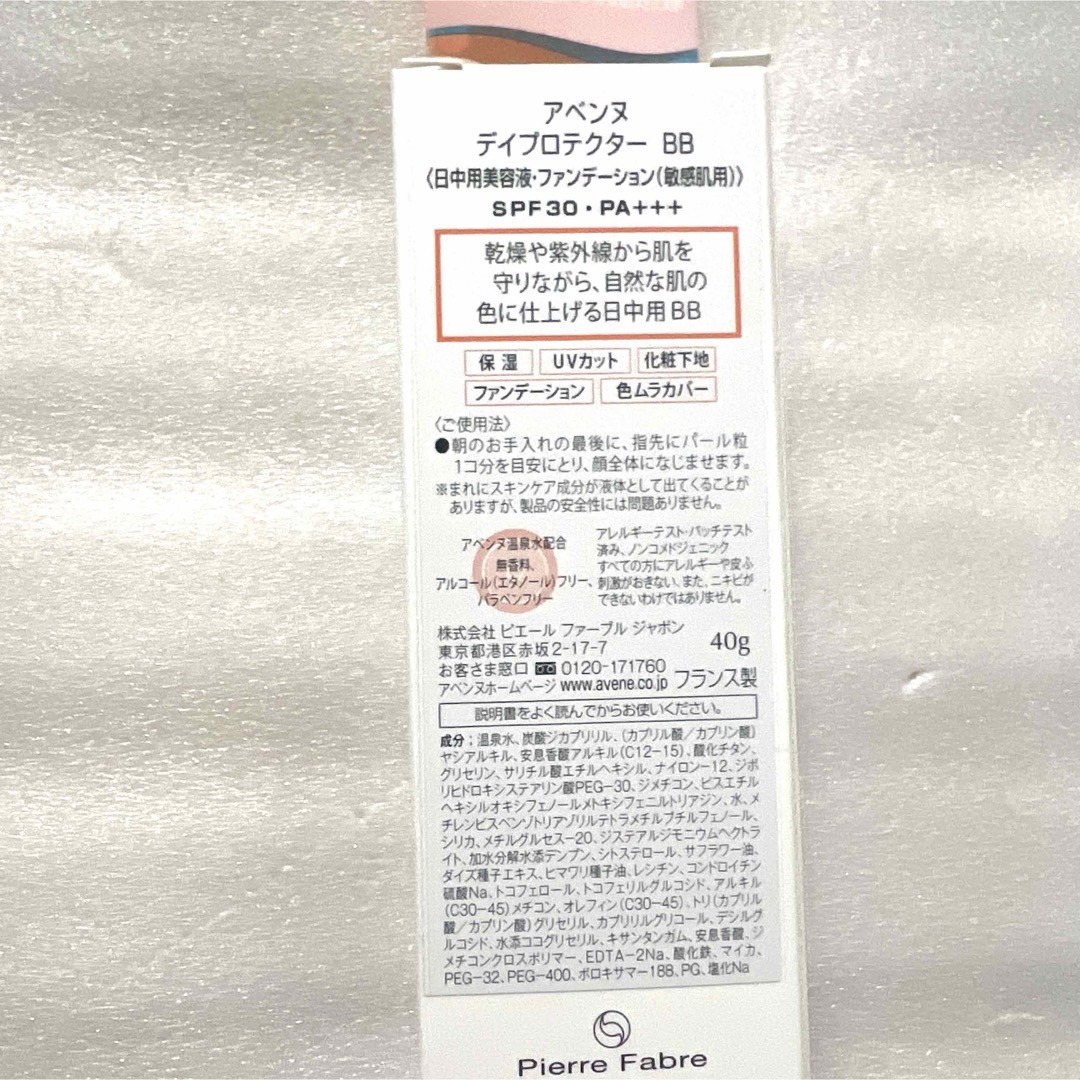 アベンヌ
デイプロテクター BB
〈日中用美容液・ファンデーション(敏感肌用)〉
SPF30・PA+++
乾燥や紫外線から肌を
守りながら、自然な肌の
色に仕上げる日中用BB
保湿 UVカット 化粧下地
ファンデーション 色ムラカバー
〈ご使用法〉
●朝のお手入れの最後に、指先にパール粒
1コ分を目安にとり、顔全体になじませます。
※まれにスキンケア成分が液体として出てくることが
ありますが、製品の安全性には問題ありません。
アベンヌ温泉水配合
無香料、
アルコール(エタノール)フリー、
パラベンフリー
アレルギーテスト・パッチテスト
済み、ノンコメドジェニック
すべての方にアレルギーや皮ふ
刺激がおきない、また、ニキビが
できないわけではありません。
株式会社 ピエール ファーブル ジャポン
東京都港区赤坂2-17-7
40g
お客さま窓口 0120-171760
アベンヌホームページ www.avene.co.jp フランス製
説明書をよく読んでからお使いください。
成分:温泉水、炭酸ジカプリリル、(カプリル酸/カプリン酸)
ヤシアルキル、安息香酸アルキル(C12-15)、酸化チタン、
グリセリン、サリチル酸エチルヘキシル、ナイロン-12、ジポ
リヒドロキシステアリン酸PEG-30、ジメチコン、ビスエチル
ヘキシルオキシフェノールメトキシフェニルトリアジン、水、メ
チレンビスベンゾトリアゾリルテトラメチルブチルフェノール、
シリカ、メチルグルセス-20、ジステアルジモニウムヘクトラ
イト、加水分解水添デンプン、シトステロール、サフラワー油、
ダイズ種子エキス、ヒマワリ種子油、レシチン、コンドロイチン
硫酸Na、トコフェロール、トコフェリルグルコシド、アルキル
(C30-45)メチコン、オレフィン(C30-45)、トリ(カプリル
酸/カプリン酸)グリセリル、カプリリルグリコール、デシルグ
ルコシド、水添ココグリセリル、キサンタンガム、安息香酸、ジ
メチコンクロスポリマー、EDTA-2Na、酸化鉄、マイカ、
PEG-32、PEG-400、ポロキサマー188、PG、塩化Na
Pierre Fabre